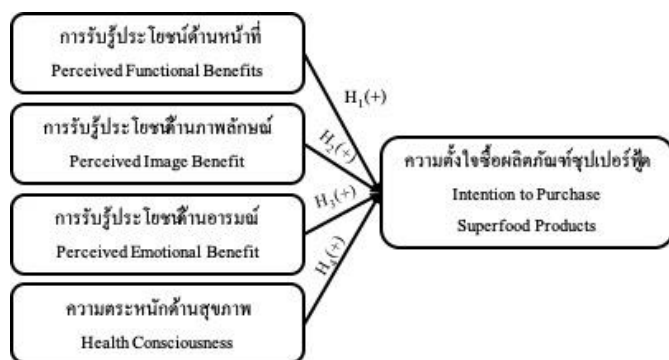 การรับรู้ประโยชน์ด้านหน้าที่
Perceived Functional Benefits
H1(+)
การรับรู้ประโยชน์ด้านภาพลักษณ์
Perceived Image Benefit
H2(+)
ความตั้งใจซื้อผลิตภัณฑ์ซุปเปอร์ฟู้ด
Intention to Purchase
Superfood Products
การรับรู้ประโยชน์ด้านอารมณ์
Perceived Emotional Benefit
H3(+)
H4(+)
ความตระหนักด้านสุขภาพ
Health Consciousness